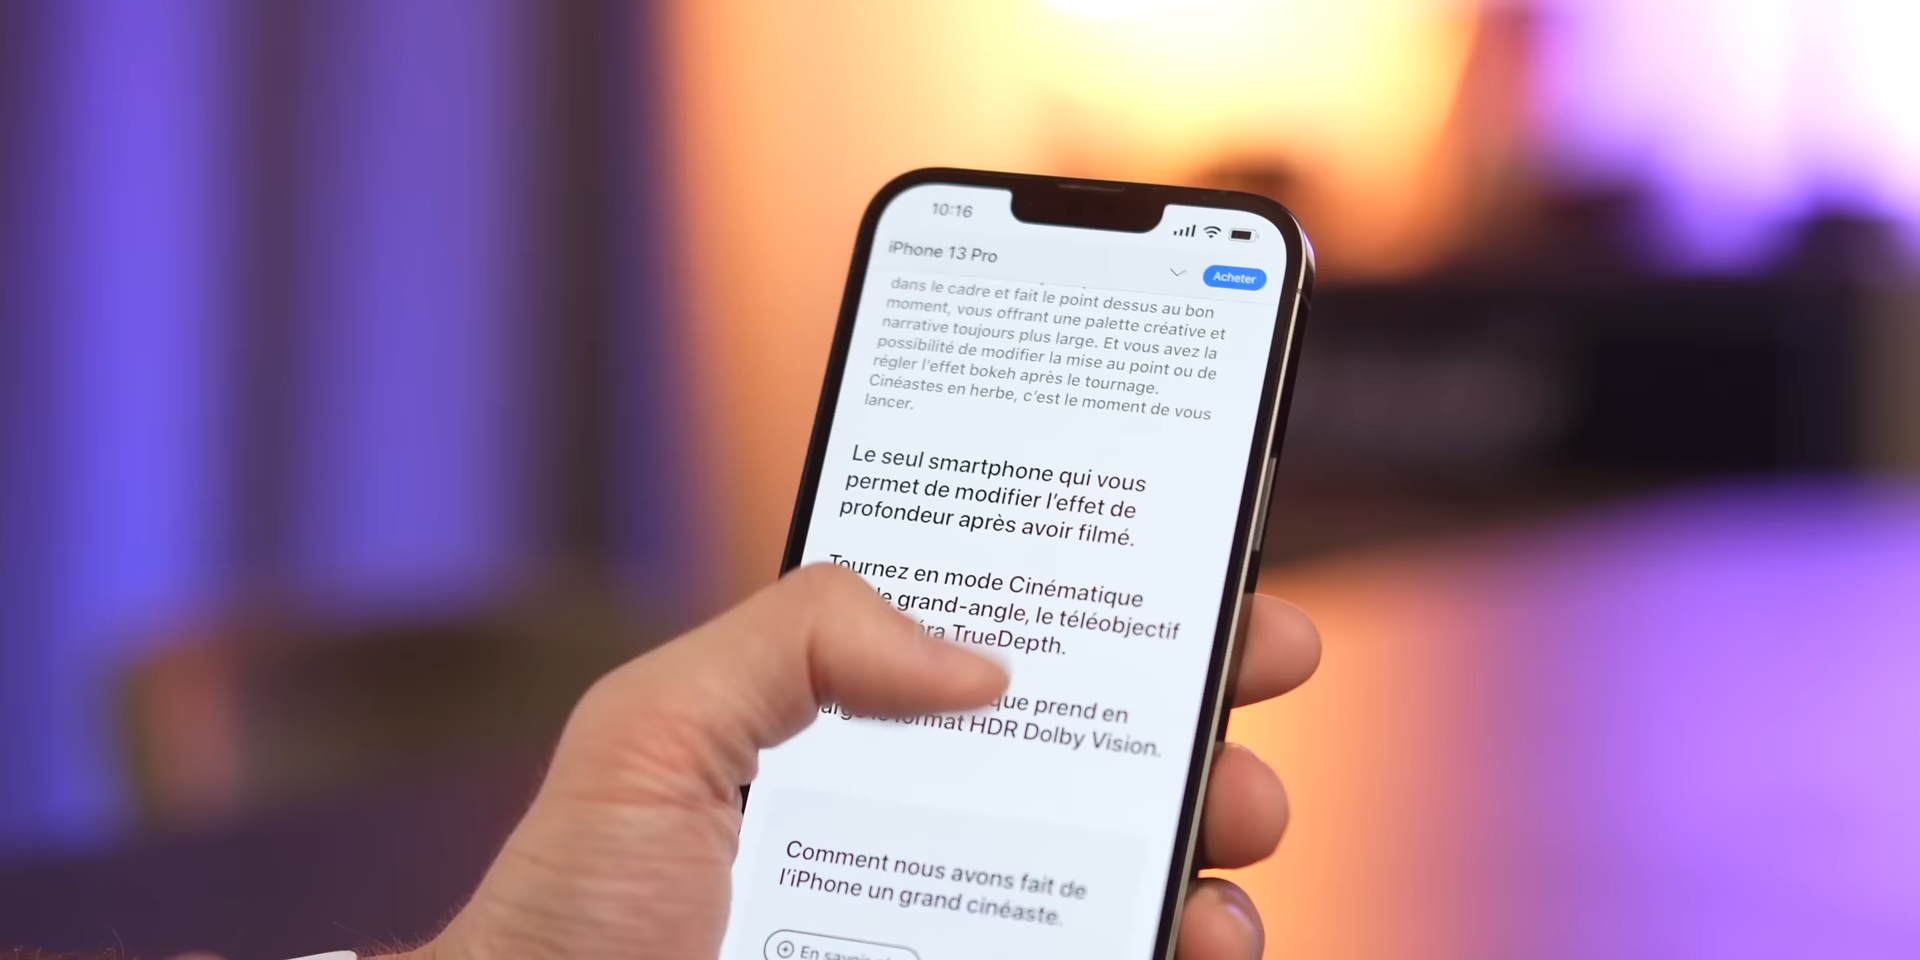 10:16
iPhone 13 Pro
Acheter
dans le cadre et fait le point dessus au bon
moment, vous offrant une palette créative et
narrative toujours plus large. Et vous avez la
possibilité de modifier la mise au point ou de
régler l'effet bokeh après le tournage.
Cinéastes en herbe, c'est le moment de vous
lancer.
Le seul smartphone qui vous
permet de modifier l'effet de
profondeur après avoir filmé.
Tournez en mode Cinématique
grand-angle, le téléobjectif
TrueDepth.
prend en
format HDR Dolby Vision.
Comment nous avons fait de
l'iPhone un grand cinéaste.
En savoir